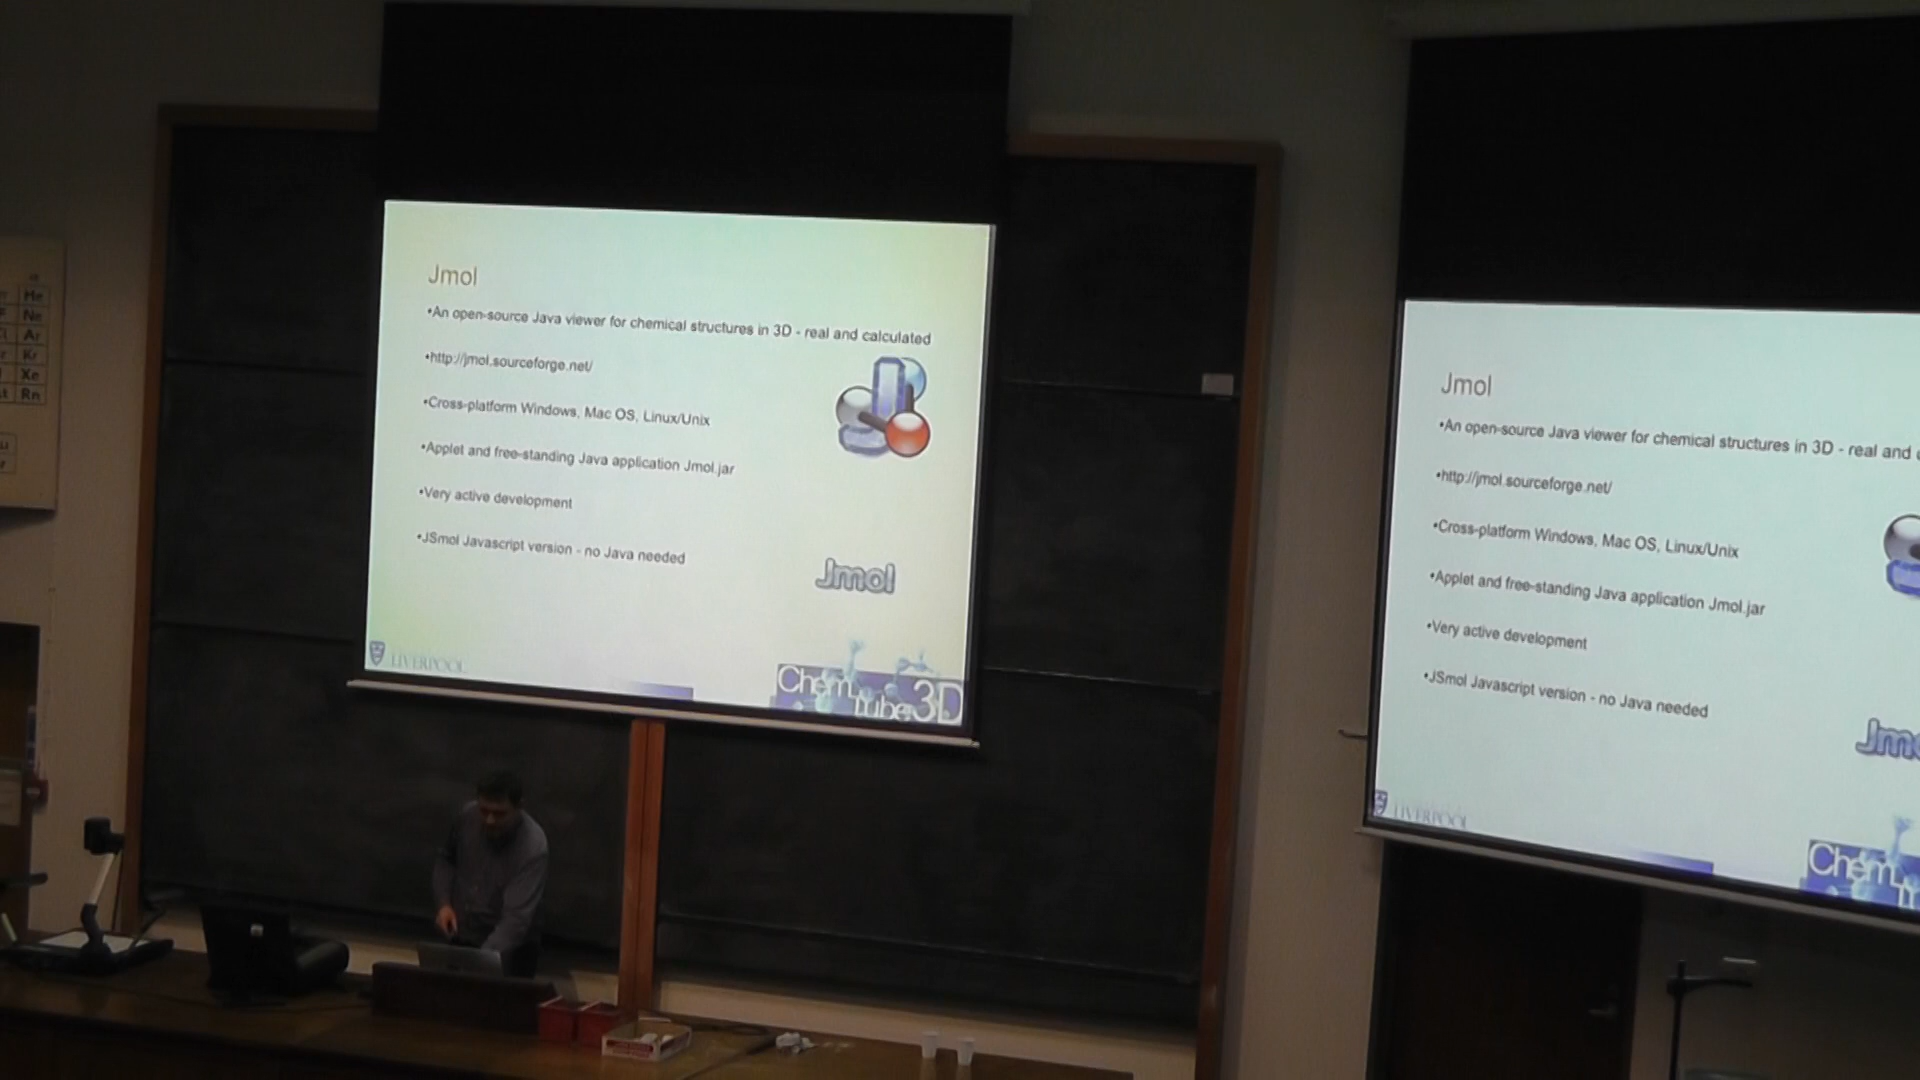 He
Ne
Ar
Kr
Xe
Rn
Jmol
•An open-source Java viewer for chemical structures in 3D - real and calculated
•http://jmol.sourceforge.net/
•Cross-platform Windows, Mac OS, Linux/Unix
•Applet and free-standing Java application Jmol.jar
•Very active development
•JSmol Javascript version - no Java needed
Jmol
LIVERPOOL
ChemTube3D
Jmol
•An open-source Java viewer for chemical structures in 3D - real and
•http://jmol.sourceforge.net/
•Cross-platform Windows, Mac OS, Linux/Unix
•Applet and free-standing Java application Jmol.jar
•Very active development
•JSmol Javascript version - no Java needed
Jmo
LIVERPOOL
Chem